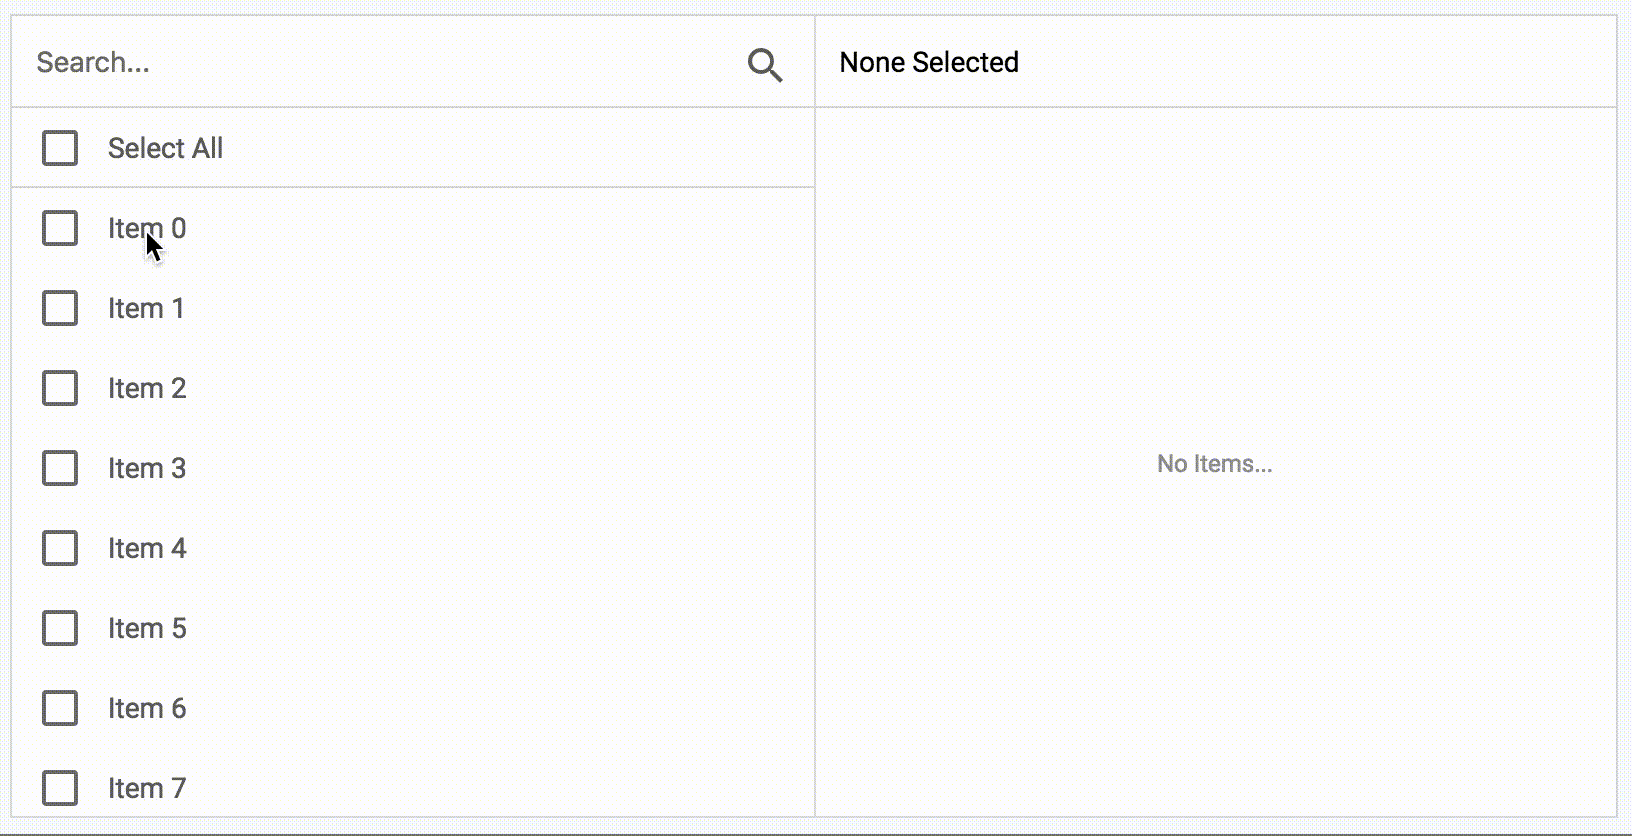 Search...
None Selected
Select All
Item 0
Item 1
Item 2
Item 3
Item 4
Item 5
Item 6
Item 7
No Items...